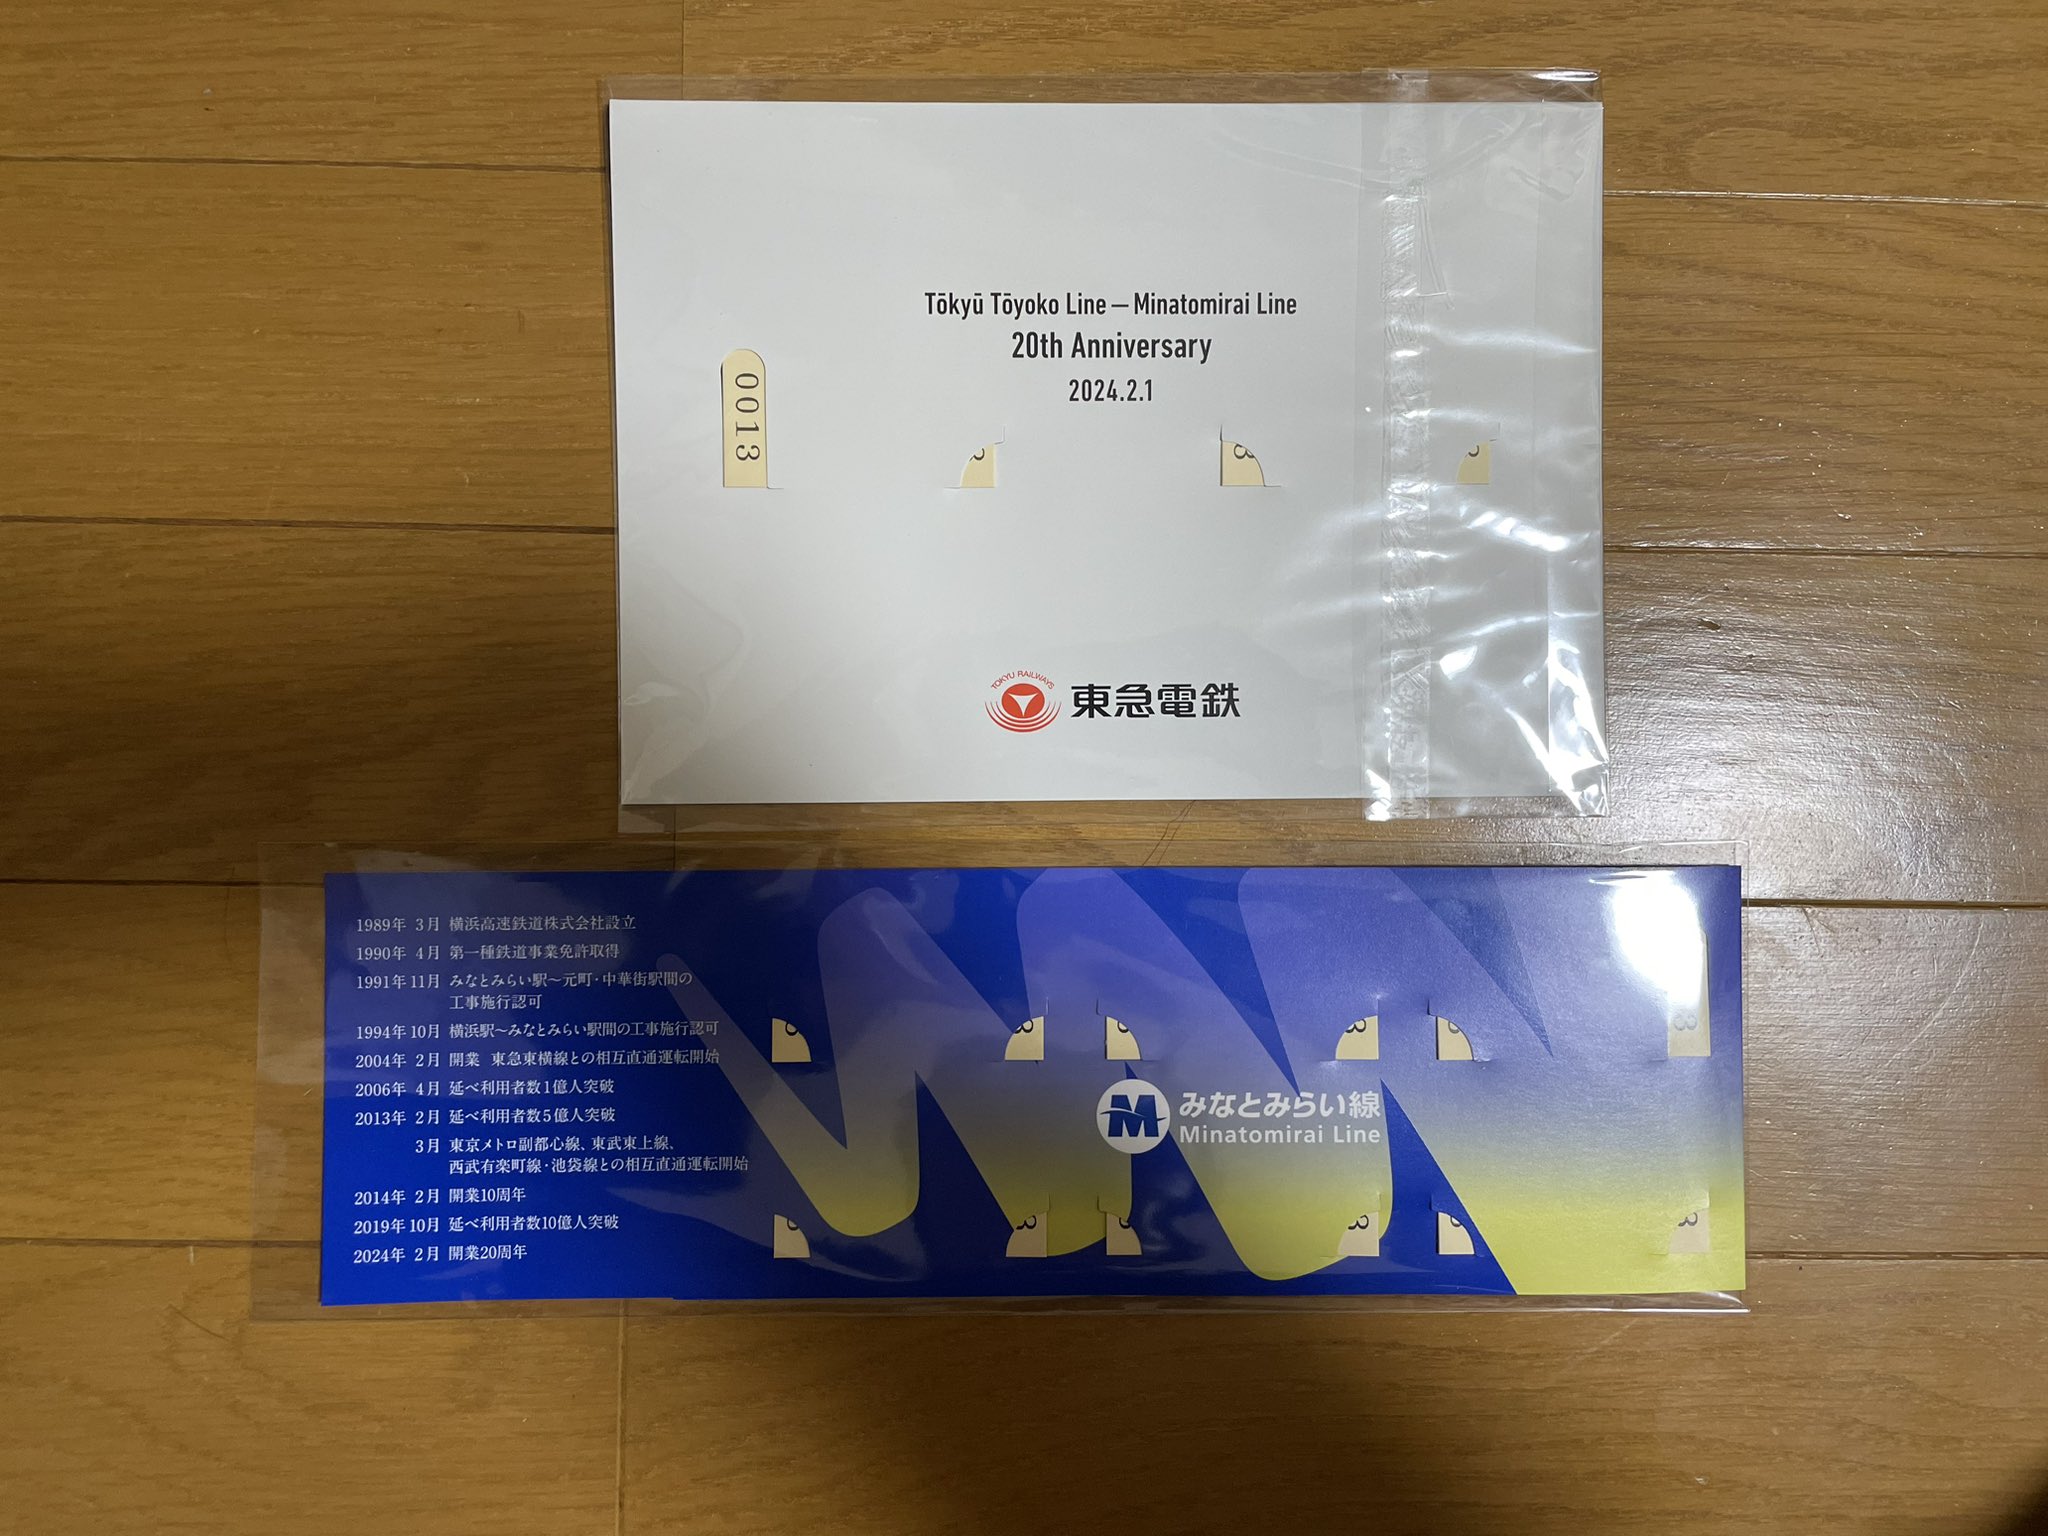 Tōkyū Tōyoko Line — Minatomirai Line
20th Anniversary
2024.2.1
0013
3
3
3
TOKYU RAILWAYS
東急電鉄
1989年 3月 横浜高速鉄道株式会社設立
1990年 4月 第一種鉄道事業免許取得
1991年 11月 みなとみらい駅〜元町・中華街駅間の
工事施行認可
1994年 10月 横浜駅〜みなとみらい駅間の工事施行認可
2004年 2月 開業 東急東横線との相互直通運転開始
2006年 4月 延べ利用者数1億人突破
2013年 2月 延べ利用者数5億人突破
3月 東京メトロ副都心線、東武東上線、
西武有楽町線・池袋線との相互直通運転開始
2014年 2月 開業10周年
2019年 10月 延べ利用者数10億人突破
2024年 2月 開業20周年
M みなとみらい線
Minatomirai Line